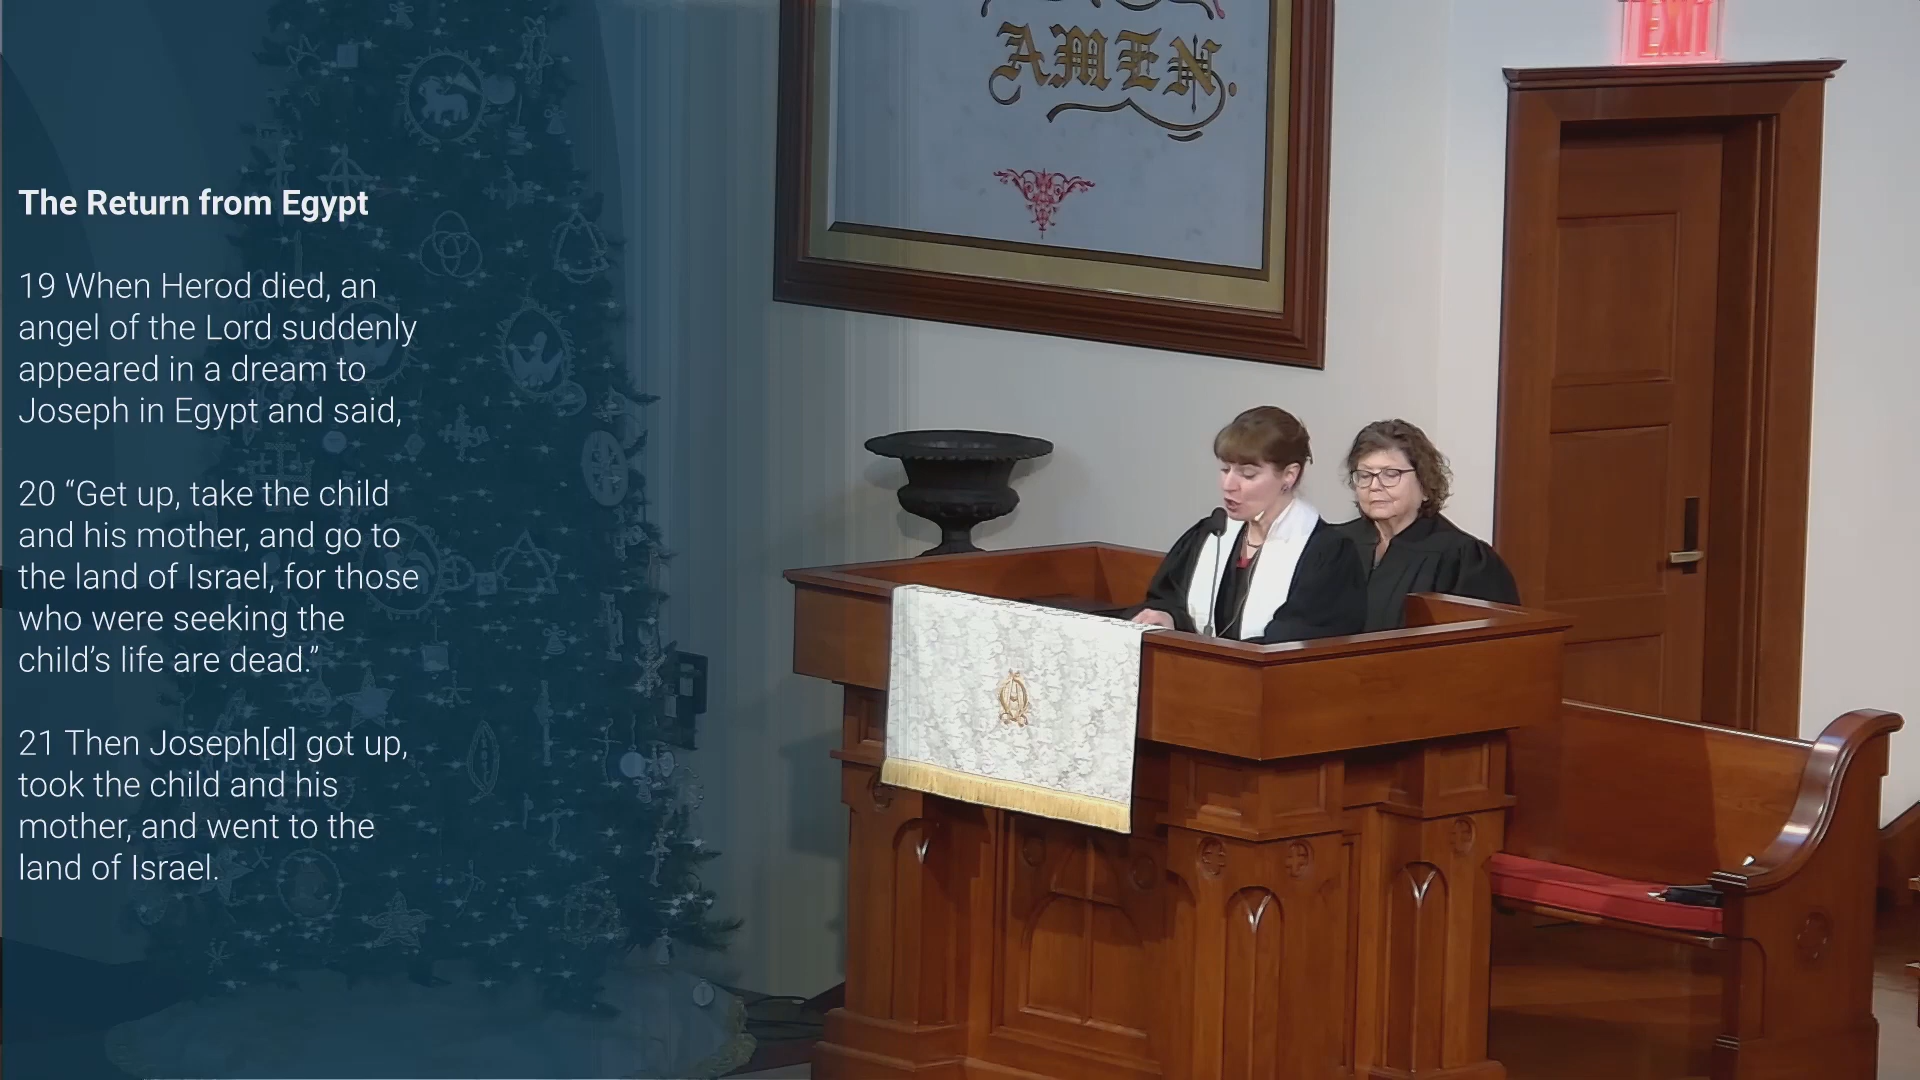 The Return from Egypt
19 When Herod died, an
angel of the Lord suddenly
appeared in a dream to
Joseph in Egypt and said,
20 “Get up, take the child
and his mother, and go to
the land of Israel, for those
who were seeking the
child’s life are dead.”
21 Then Joseph[d] got up,
took the child and his
mother, and went to the
land of Israel.
AMEN.
EXIT